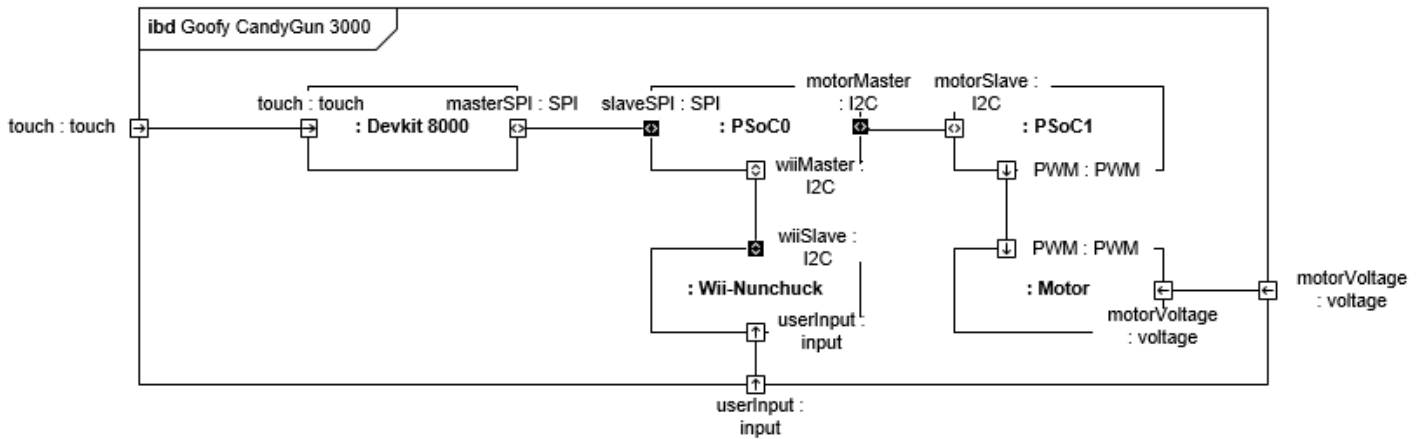 ibd Goofy CandyGun 3000
touch : touch
touch : touch
: Devkit 8000
masterSPI : SPI
slaveSPI : SPI
: PSoC0
motorMaster
: I2C
motorSlave :
I2C
: PSoC1
wiiMaster :
I2C
PWM : PWM
wiiSlave :
I2C
PWM : PWM
: Wii-Nunchuck
: Motor
motorVoltage
: voltage
motorVoltage
: voltage
userInput :
input
userInput :
input